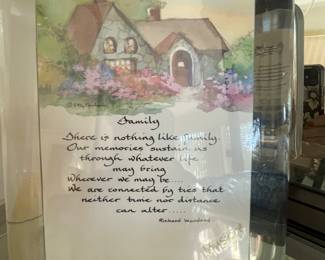 Family
There is nothing like family
Our memories sustain us
through whatever life
may bring
Wherever we may be....
We are connected by ties that
neither time nor distance
can alter.....
Richard